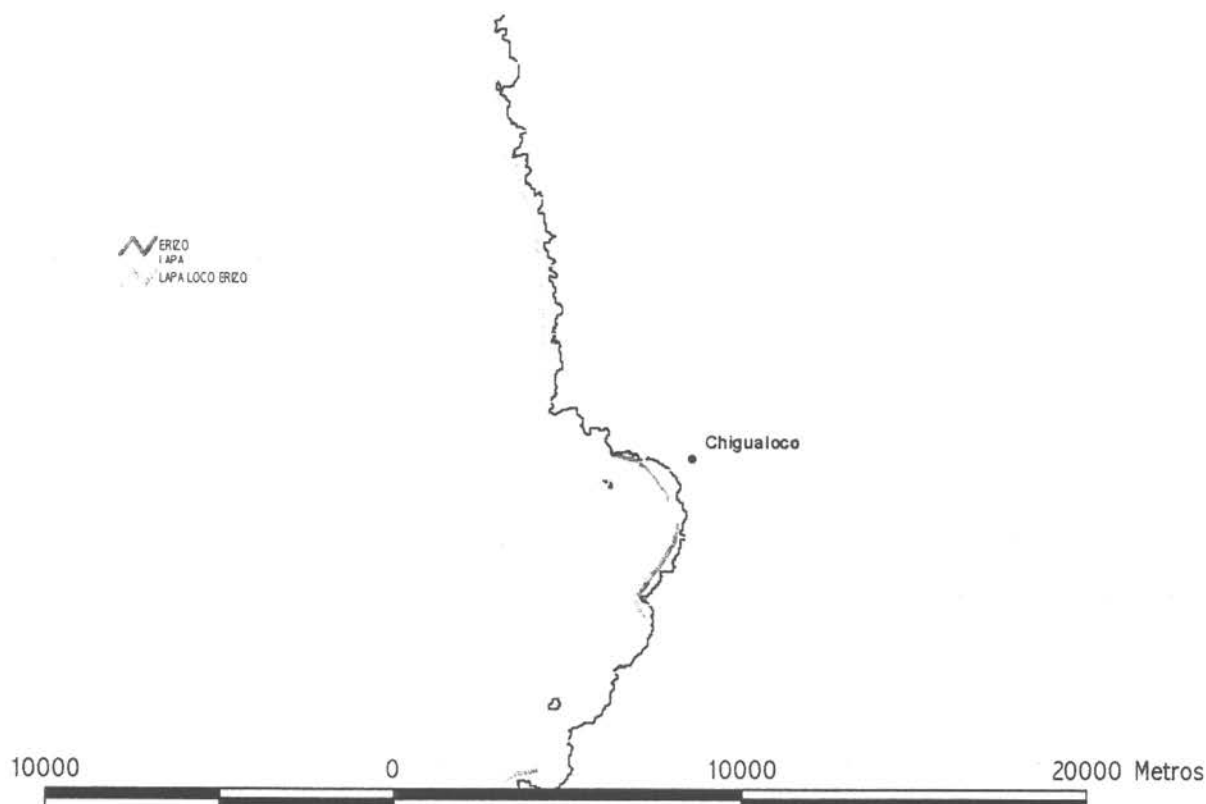 ERIZO
LAPA
LAPA LOCO ERIZO
Chigualoco
10000 0 10000 20000 Metros